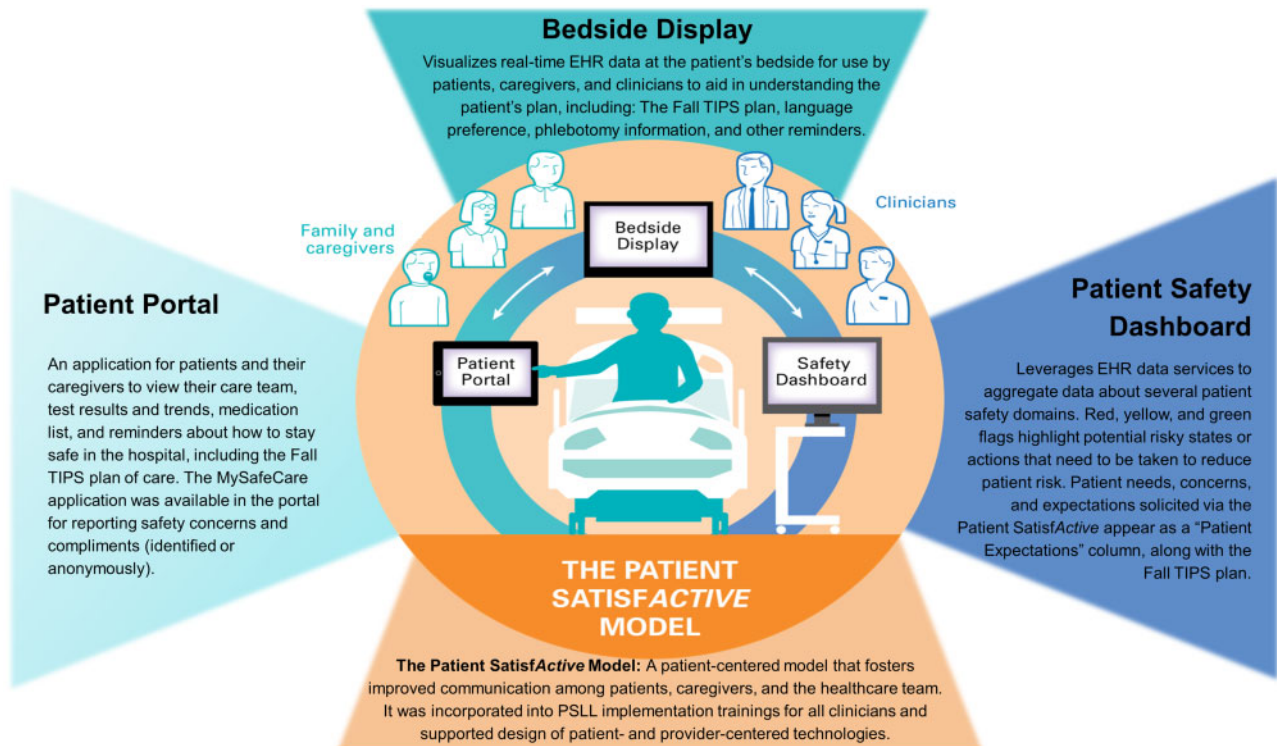 Bedside Display
Visualizes real-time EHR data at the patient's bedside for use by
patients, caregivers, and clinicians to aid in understanding the
patient's plan, including: The Fall TIPS plan, language
preference, phlebotomy information, and other reminders.
Family and
caregivers
Clinicians
Bedside
Display
Patient
Portal
Safety
Dashboard
Patient Portal
An application for patients and their
caregivers to view their care team,
test results and trends, medication
list, and reminders about how to stay
safe in the hospital, including the Fall
TIPS plan of care. The MySafeCare
application was available in the portal
for reporting safety concerns and
compliments (identified or
anonymously).
Patient Safety
Dashboard
Leverages EHR data services to
aggregate data about several patient
safety domains. Red, yellow, and green
flags highlight potential risky states or
actions that need to be taken to reduce
patient risk. Patient needs, concerns,
and expectations solicited via the
Patient SatisfActive appear as a “Patient
Expectations” column, along with the
Fall TIPS plan.
THE PATIENT
SATISFACTIVE
MODEL
The Patient SatisfActive Model: A patient-centered model that fosters
improved communication among patients, caregivers, and the healthcare team.
It was incorporated into PSLL implementation trainings for all clinicians and
supported design of patient- and provider-centered technologies.